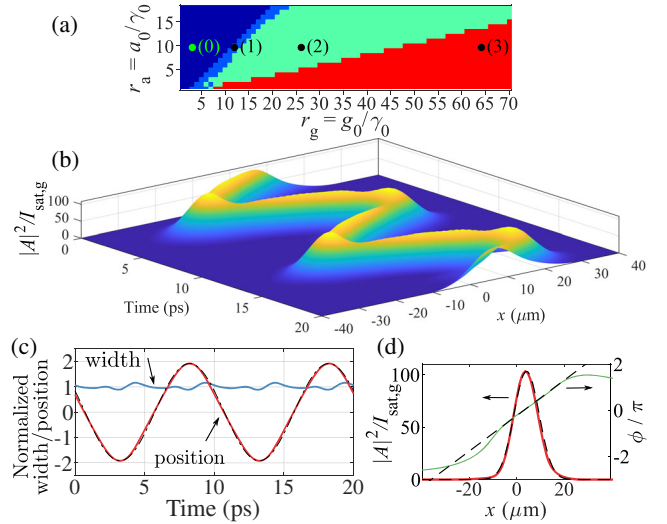 (a)
r_a = a_0/γ_0
15
10
5
(0)
(1)
(2)
(3)
5 10 15 20 25 30 35 40 45 50 55 60 65 70
r_g = g_0/γ_0
(b)
|A|²/I_sat,g
100
50
0
0
5
10
15
20
Time (ps)
-40
-30
-20
-10
0
10
20
30
40
x (μm)
(c)
Normalized
width/position
2
1
0
-1
-2
width
position
0 5 10 15 20
Time (ps)
(d)
|A|²/I_sat,g
100
50
0
2
0
-2
ϕ / π
-20 0 20
x (μm)